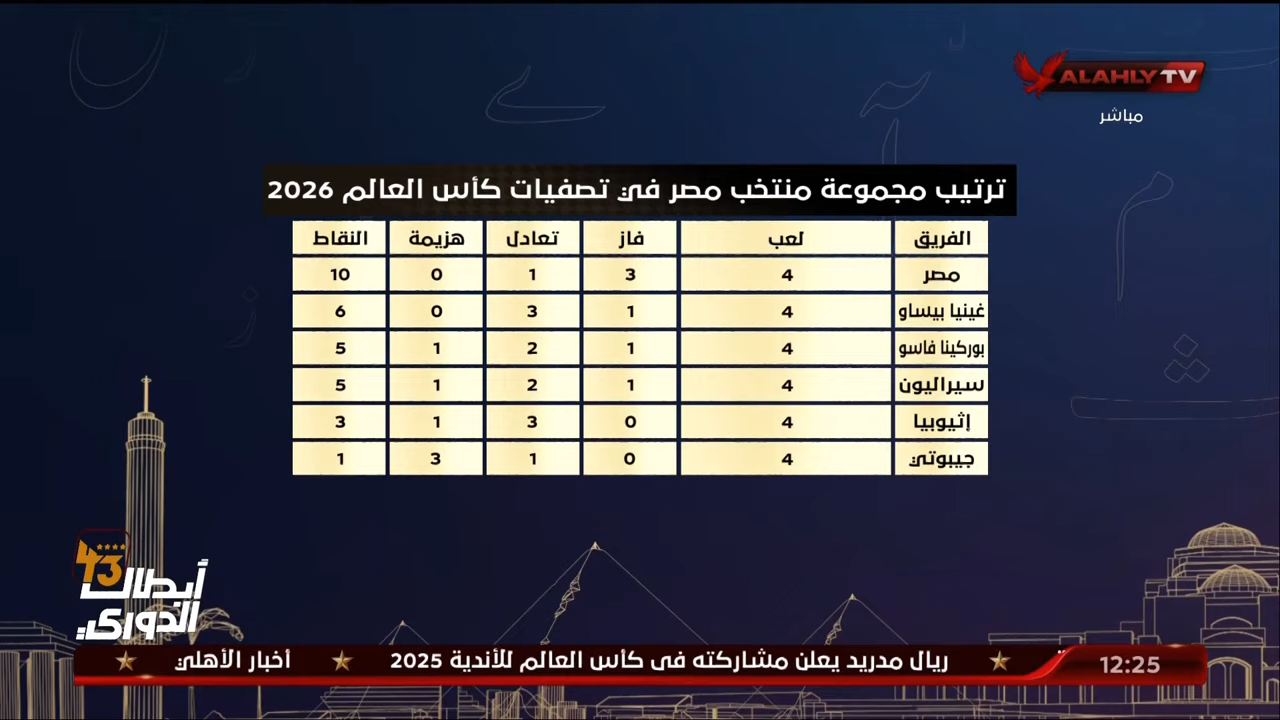 ALAHLY TV
مباشر
ترتيب مجموعة منتخب مصر في تصفيات كأس العالم 2026
الفريق لعب فاز تعادل هزيمة النقاط
مصر 4 3 1 0 10
غينيا بيساو 4 1 3 0 6
بوركينا فاسو 4 1 2 1 5
سيراليون 4 1 2 1 5
إثيوبيا 4 0 3 1 3
جيبوتي 4 0 1 3 1
43
أبطال
الدوري
12:25
ريال مدريد يعلن مشاركته فى كأس العالم للأندية 2025
أخبار الأهلي